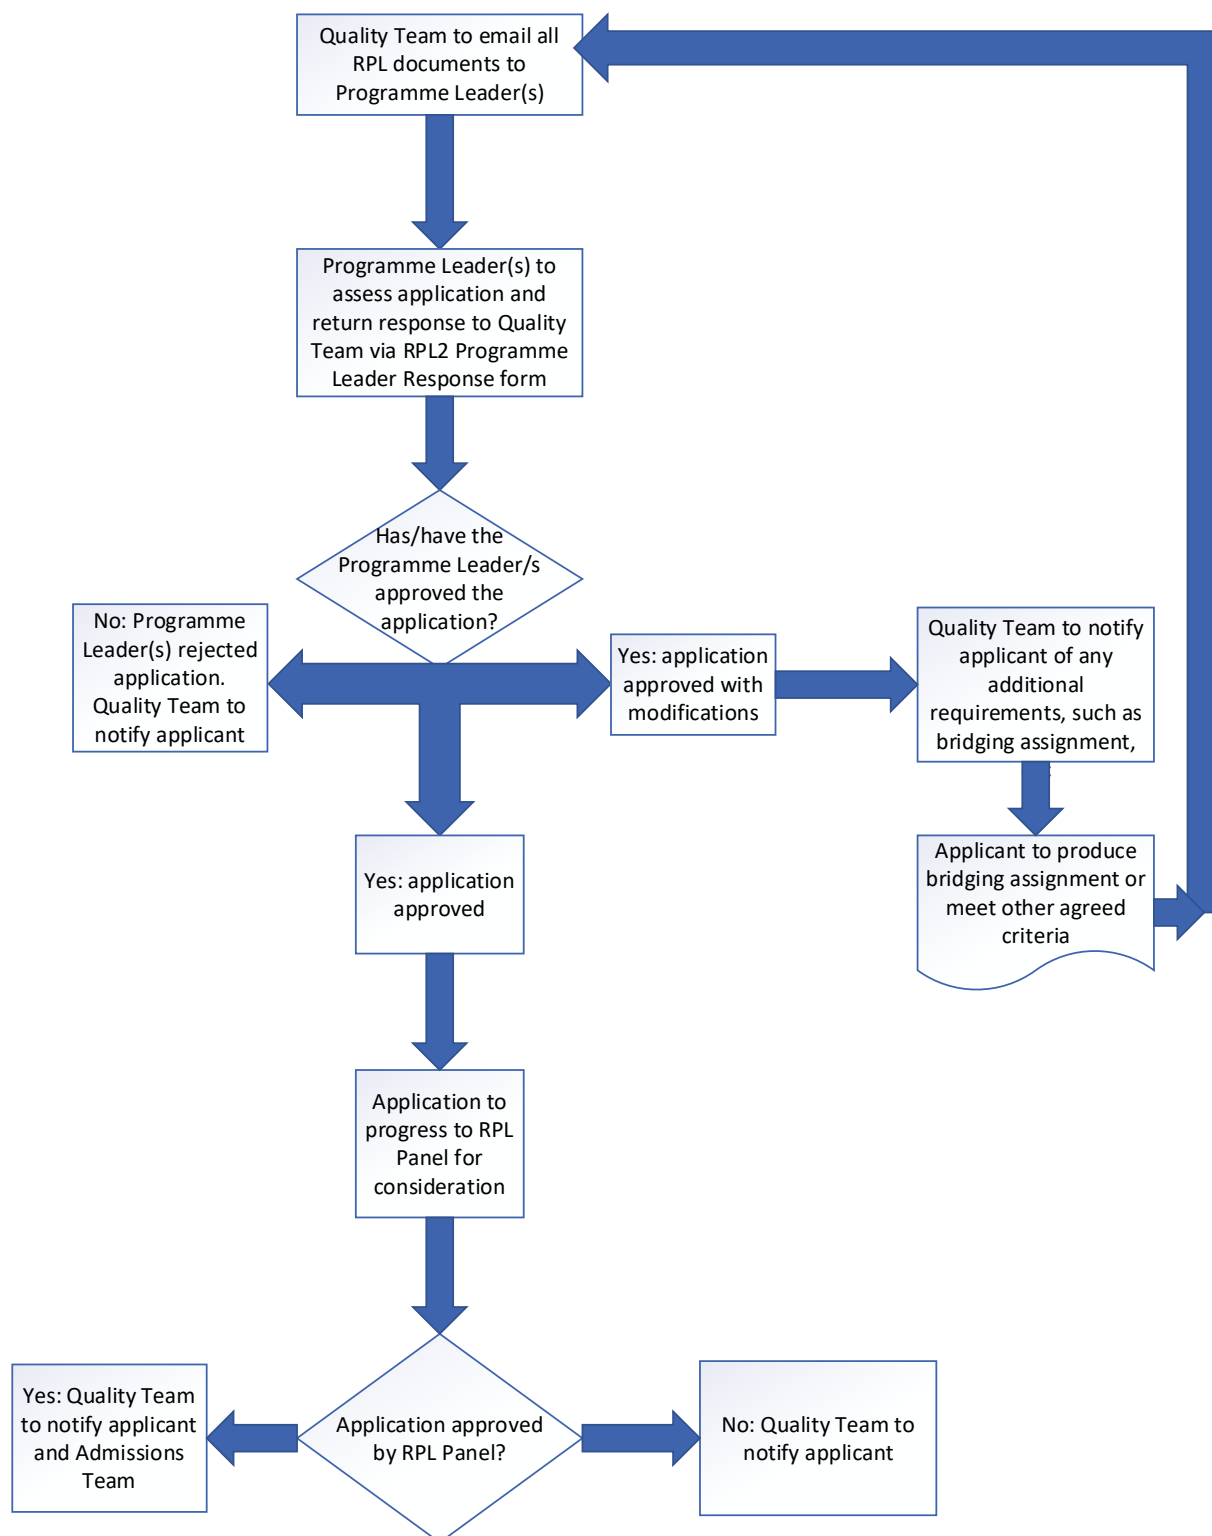 Quality Team to email all
RPL documents to
Programme Leader(s)
Programme Leader(s) to
assess application and
return response to Quality
Team via RPL2 Programme
Leader Response form
Has/have the
Programme Leader/s
approved the
application?
No: Programme
Leader(s) rejected
application.
Quality Team to
notify applicant
Yes: application
approved with
modifications
Quality Team to notify
applicant of any
additional
requirements, such as
bridging assignment,
Applicant to produce
bridging assignment or
meet other agreed
criteria
Yes: application
approved
Application to
progress to RPL
Panel for
consideration
Application approved
by RPL Panel?
Yes: Quality Team
to notify applicant
and Admissions
Team
No: Quality Team to
notify applicant